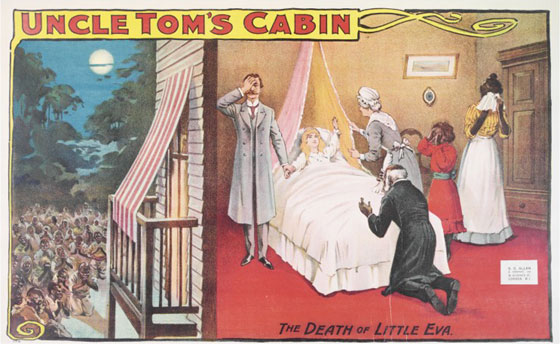 UNCLE TOM'S CABIN
THE DEATH OF LITTLE EVA.